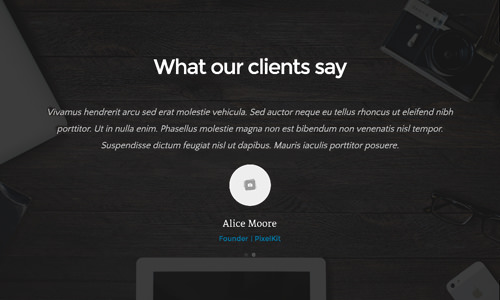 What our clients say
Vivamus hendrerit arcu sed erat molestie vehicula. Sed auctor neque eu tellus rhoncus ut eleifend nibh
porttitor. Ut in nulla enim. Phasellus molestie magna non est bibendum non venenatis nisl tempor.
Suspendisse dictum feugiat nisl ut dapibus. Mauris iaculis porttitor posuere.
Alice Moore
Founder | PixelKit